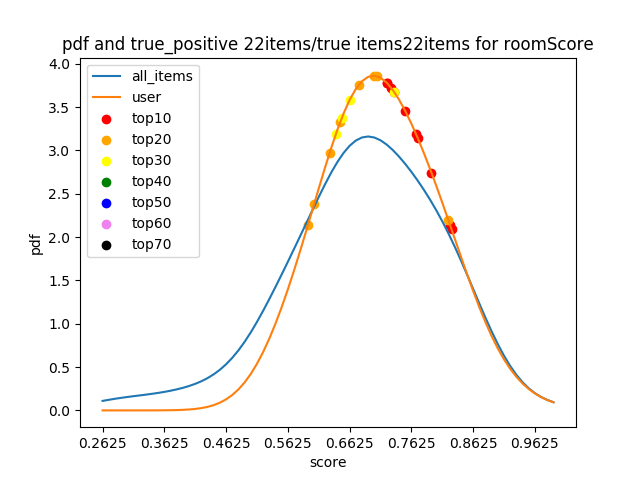 pdf and true_positive 22items/true items22items for roomScore
all_items
user
top10
top20
top30
top40
top50
top60
top70
pdf
4.0
3.5
3.0
2.5
2.0
1.5
1.0
0.5
0.0
0.2625 0.3625 0.4625 0.5625 0.6625 0.7625 0.8625 0.9625
score